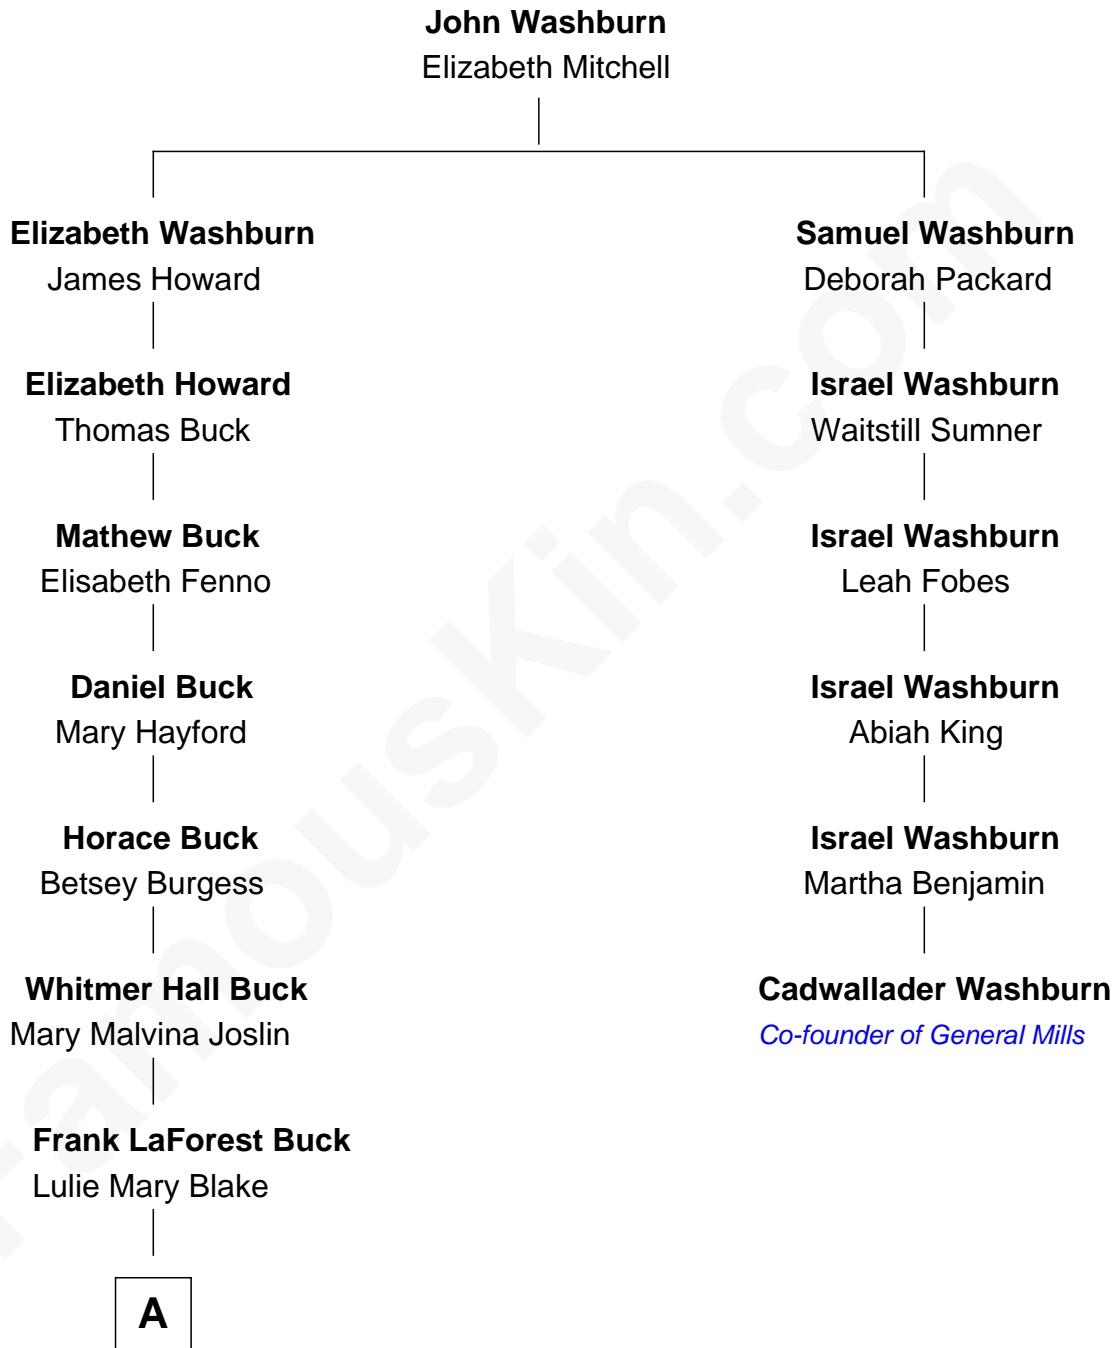 John Washburn
Elizabeth Mitchell
Elizabeth Washburn
James Howard
Elizabeth Howard
Thomas Buck
Mathew Buck
Elisabeth Fenno
Daniel Buck
Mary Hayford
Horace Buck
Betsey Burgess
Whitmer Hall Buck
Mary Malvina Joslin
Frank LaForest Buck
Lulie Mary Blake
A
Samuel Washburn
Deborah Packard
Israel Washburn
Waitstill Sumner
Israel Washburn
Leah Fobes
Israel Washburn
Abiah King
Israel Washburn
Martha Benjamin
Cadwallader Washburn
Co-founder of General Mills
FamousKin.com